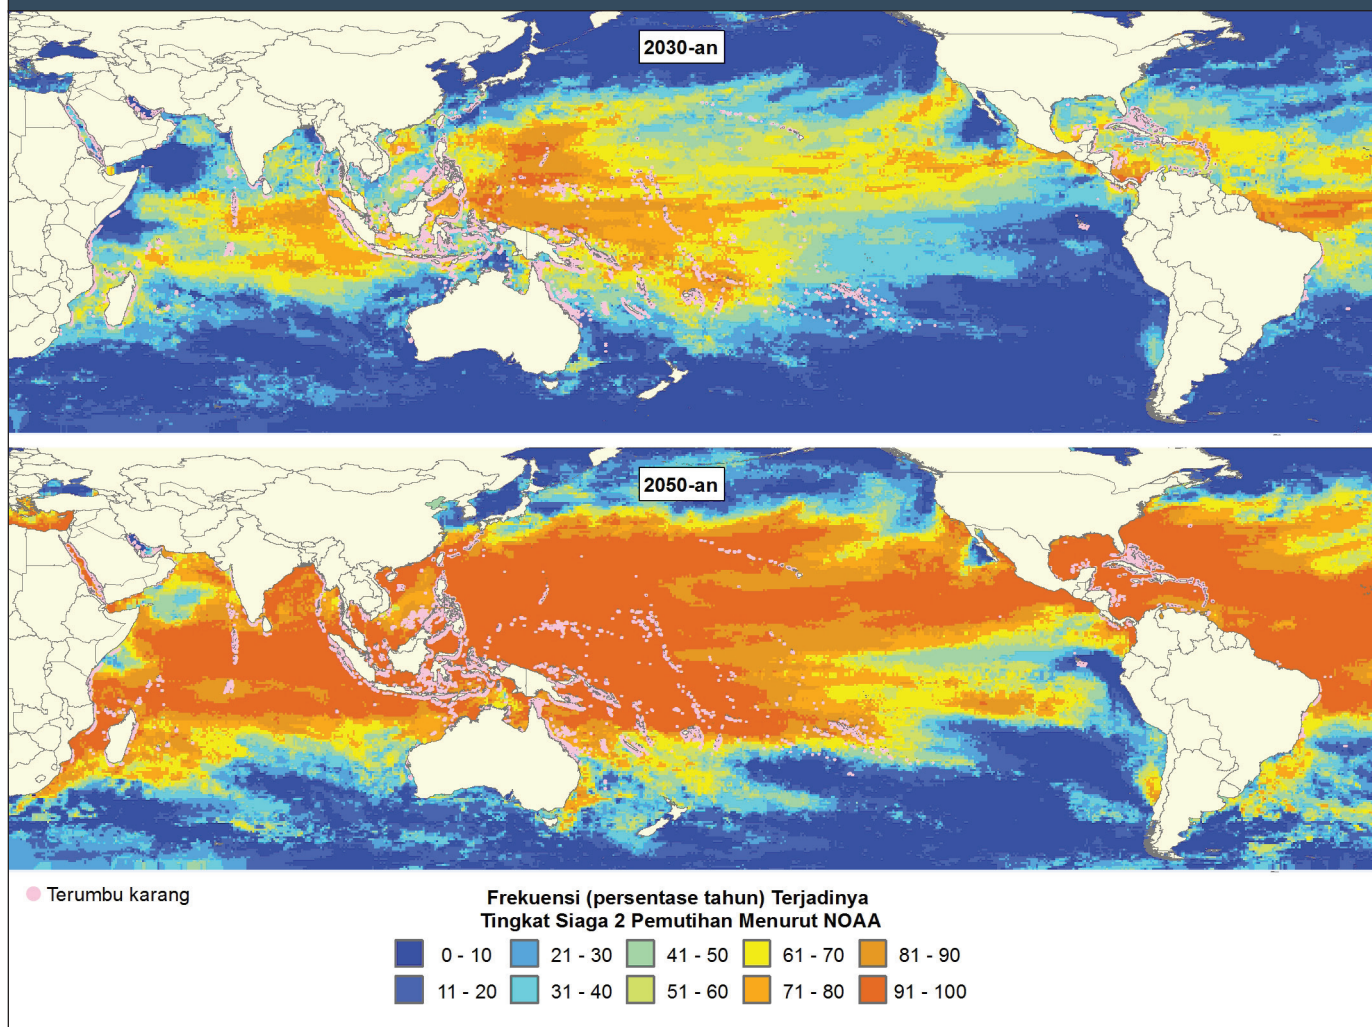 2030-an
2050-an
Terumbu karang
Frekuensi (persentase tahun) Terjadinya
Tingkat Siaga 2 Pemutihan Menurut NOAA
0 - 10
21 - 30
41 - 50
61 - 70
81 - 90
11 - 20
31 - 40
51 - 60
71 - 80
91 - 100